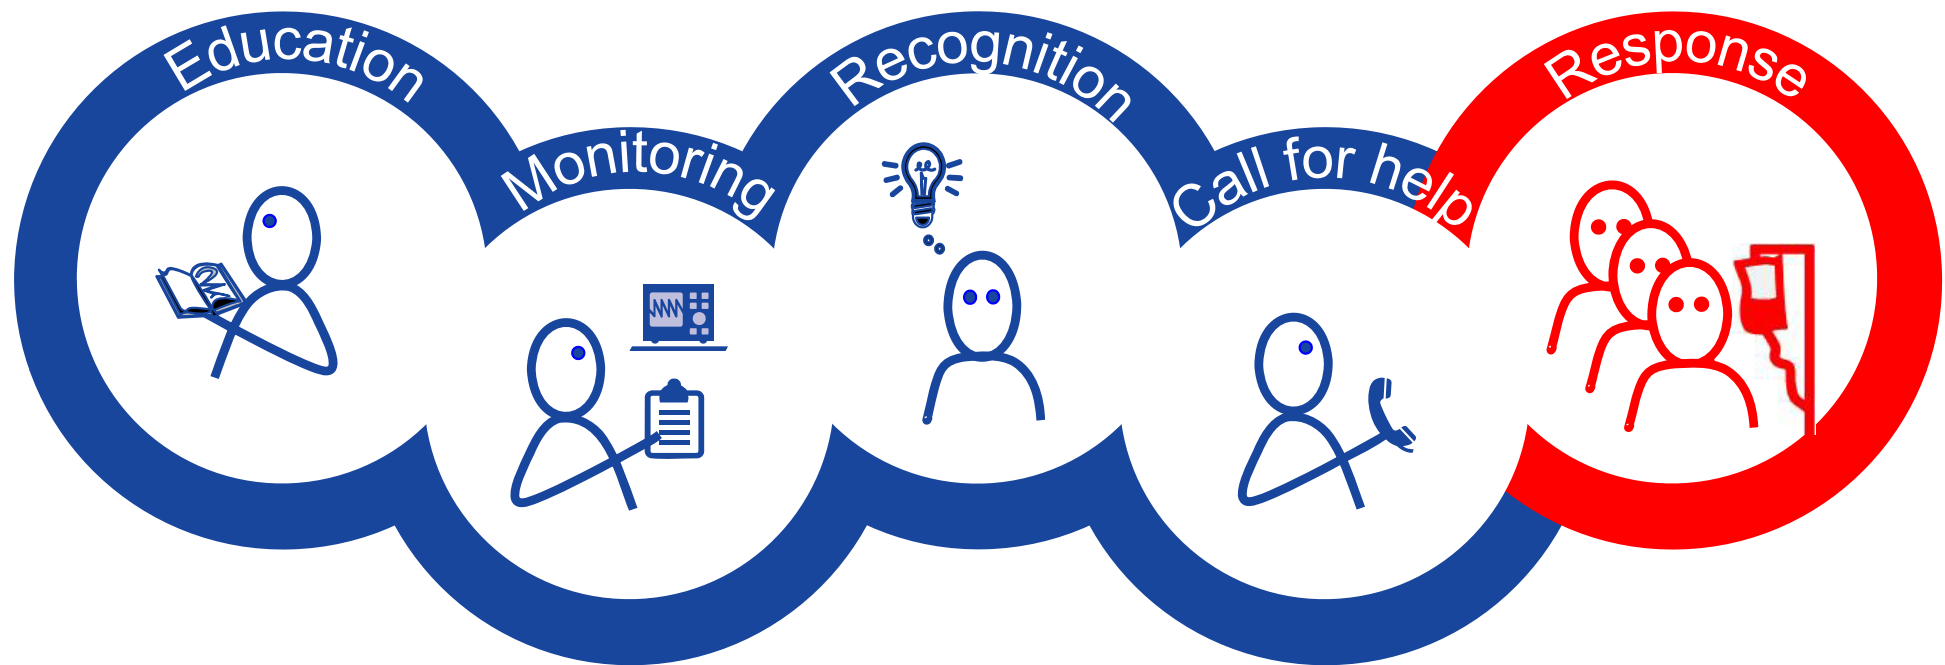 Education
Monitoring
Recognition
Call for help
Response